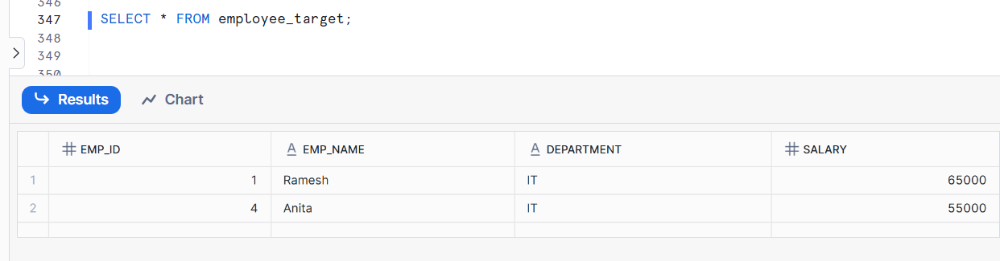 346
347 SELECT * FROM employee_target;
348
349
350
Results Chart
EMP_ID EMP_NAME DEPARTMENT SALARY
1 1 Ramesh IT 65000
2 4 Anita IT 55000